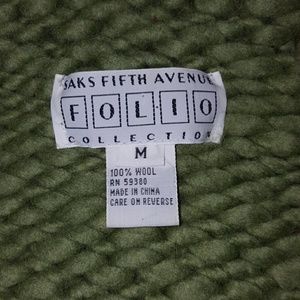 SAKS FIFTH AVENUE
FOLIO
COLLECTION
M
100% WOOL
RN 59380
MADE IN CHINA
CARE ON REVERSE